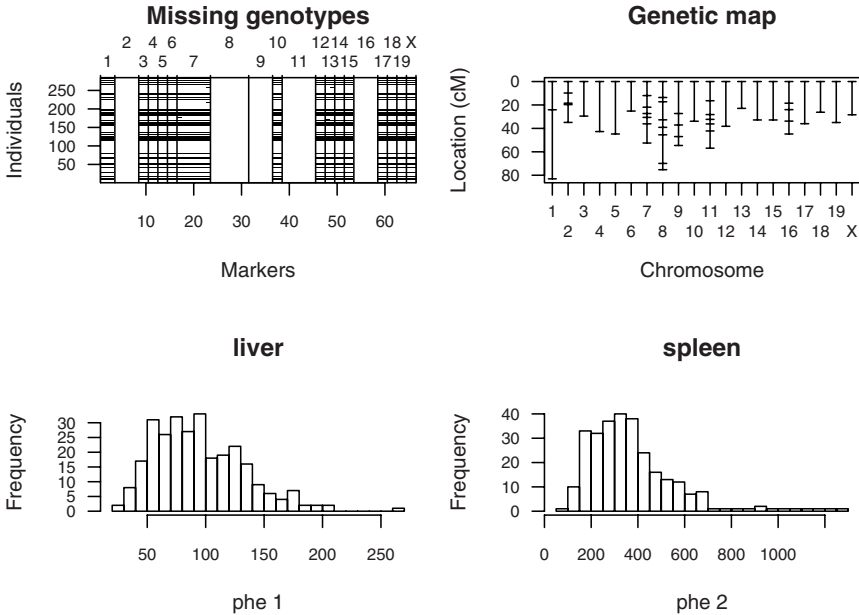 Missing genotypes
2 4 6 8 10 12 14 16 18 X
1 3 5 7 9 11 13 15 17 19
Individuals
250
200
150
100
50
10 20 30 40 50 60
Markers
Genetic map
Location (cM)
0
20
40
60
80
1 3 5 7 9 11 13 15 17 19
2 4 6 8 10 12 14 16 18 X
Chromosome
liver
Frequency
30
25
20
15
10
5
0
50 100 150 200 250
phe 1
spleen
Frequency
40
30
20
10
0
0 200 400 600 800 1000
phe 2